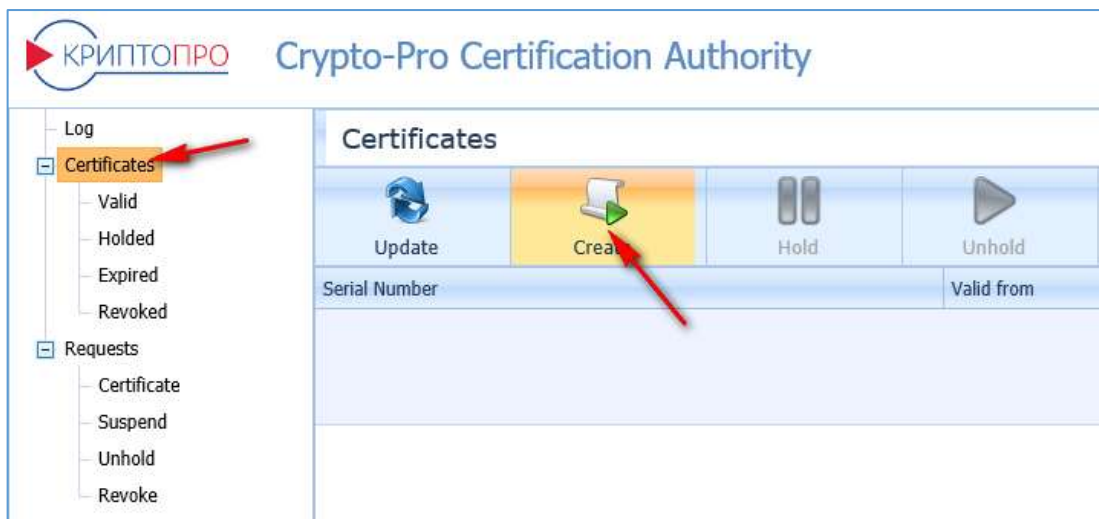 КРИПТОПРО Crypto-Pro Certification Authority
Log
Certificates
Valid
Holded
Expired
Revoked
Requests
Certificate
Suspend
Unhold
Revoke
Certificates
Update Create Hold Unhold
Serial Number Valid from